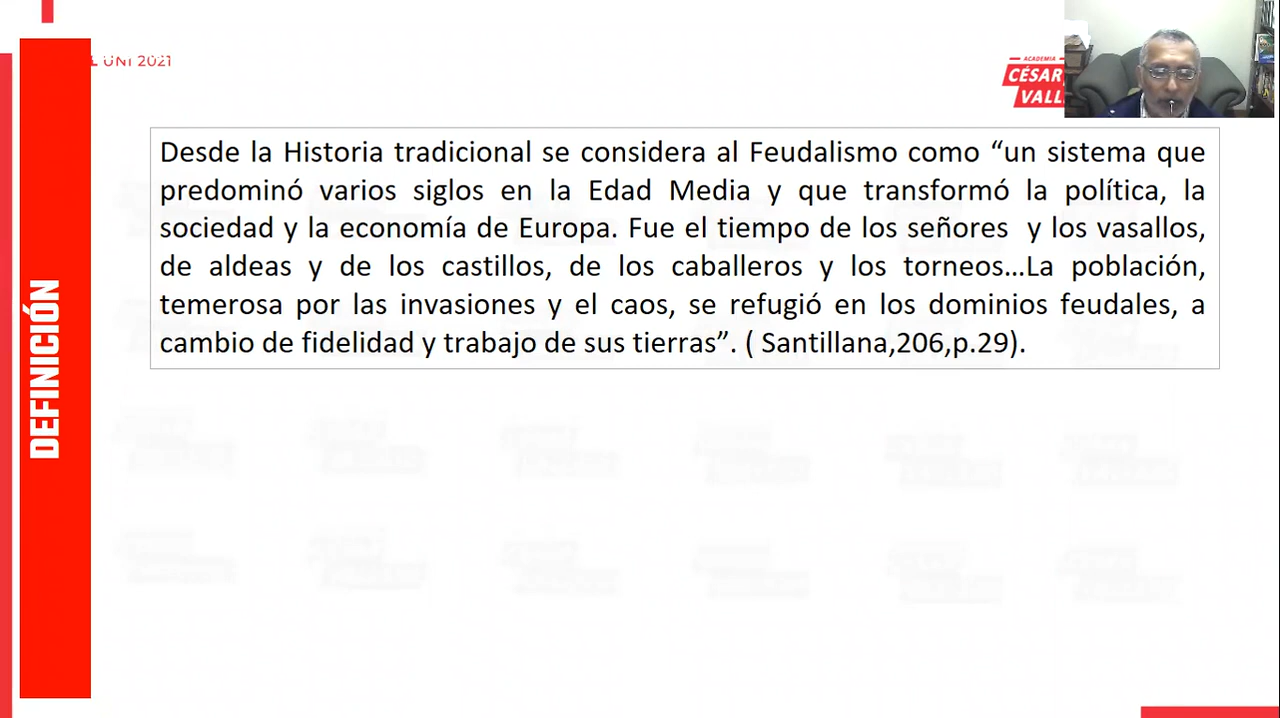 L UNI 2021
ACADEMIA
CÉSAR
VALL
Desde la Historia tradicional se considera al Feudalismo como “un sistema que
predominó varios siglos en la Edad Media y que transformó la política, la
sociedad y la economía de Europa. Fue el tiempo de los señores  y los vasallos,
de aldeas y de los castillos, de los caballeros y los torneos...La población,
temerosa por las invasiones y el caos, se refugió en los dominios feudales, a
cambio de fidelidad y trabajo de sus tierras”. ( Santillana,206,p.29).
DEFINICIÓN